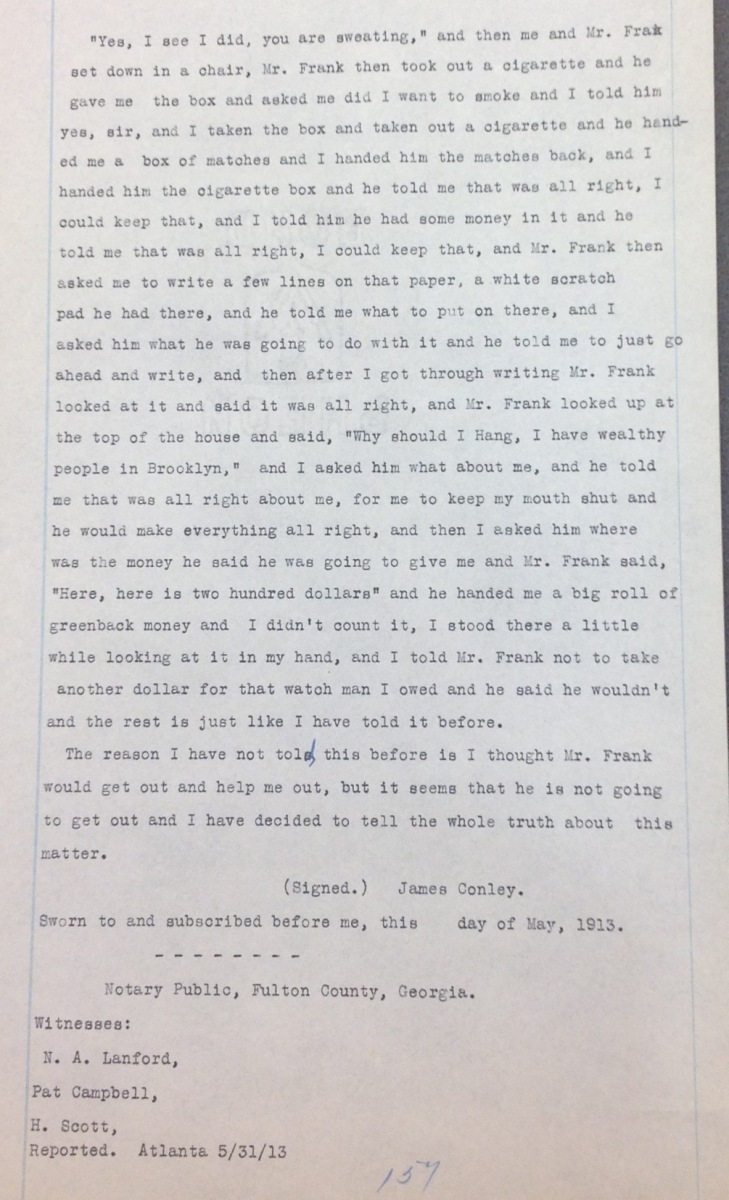 "Yes, I see I did, you are sweating," and then me and Mr. Frak
set down in a chair, Mr. Frank then took out a cigarette and he
gave me the box and asked me did I want to smoke and I told him
yes, sir, and I taken the box and taken out a cigarette and he hand-
ed me a box of matches and I handed him the matches back, and I
handed him the cigarette box and he told me that was all right, I
could keep that, and I told him he had some money in it and he
told me that was all right, I could keep that, and Mr. Frank then
asked me to write a few lines on that paper, a white scratch
pad he had there, and he told me what to put on there, and I
asked him what he was going to do with it and he told me to just go
ahead and write, and then after I got through writing Mr. Frank
looked at it and said it was all right, and Mr. Frank looked up at
the top of the house and said, "Why should I Hang, I have wealthy
people in Brooklyn," and I asked him what about me, and he told
me that was all right about me, for me to keep my mouth shut and
he would make everything all right, and then I asked him where
was the money he said he was going to give me and Mr. Frank said,
"Here, here is two hundred dollars" and he handed me a big roll of
greenback money and I didn't count it, I stood there a little
while looking at it in my hand, and I told Mr. Frank not to take
another dollar for that watch man I owed and he said he wouldn't
and the rest is just like I have told it before.
The reason I have not told this before is I thought Mr. Frank
would get out and help me out, but it seems that he is not going
to get out and I have decided to tell the whole truth about this
matter.
(Signed.) James Conley.
Sworn to and subscribed before me, this day of May, 1913.
- - - - - - - -
Notary Public, Fulton County, Georgia.
Witnesses:
N. A. Lanford,
Pat Campbell,
H. Scott,
Reported. Atlanta 5/31/13
157